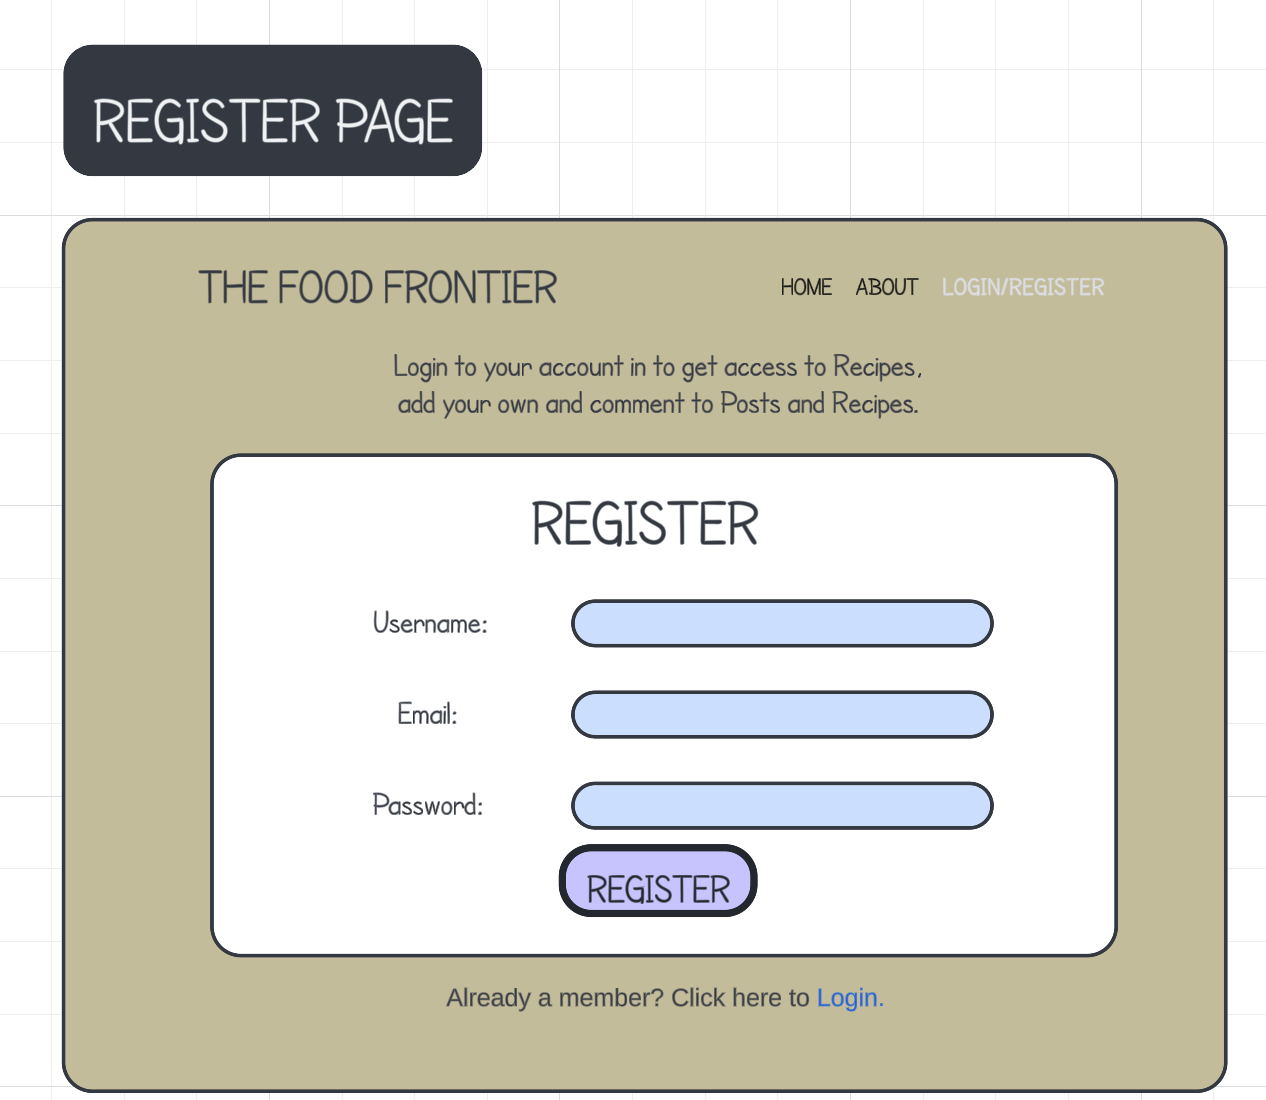 REGISTER PAGE
THE FOOD FRONTIER
HOME ABOUT LOGIN/REGISTER
Login to your account in to get access to Recipes,
add your own and comment to Posts and Recipes.
REGISTER
Username:
Email:
Password:
REGISTER
Already a member? Click here to Login.